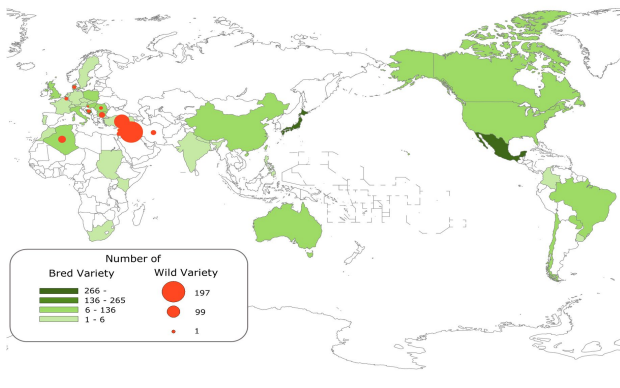 Number of
Bred Variety Wild Variety
266 -
136 - 265
6 - 136
1 - 6
197
99
1